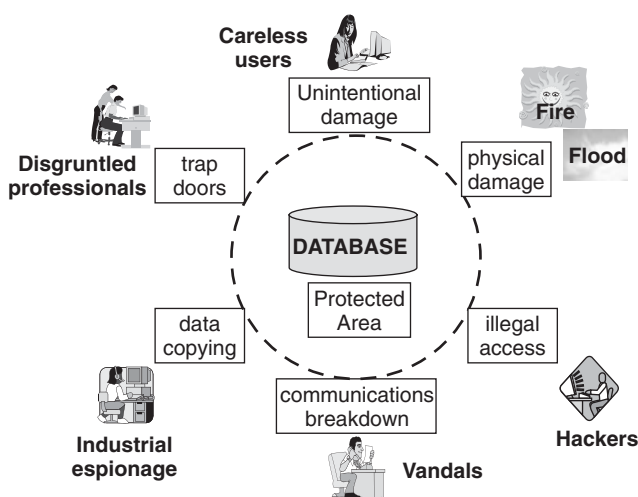 Careless
users
Unintentional
damage
Fire
Flood
physical
damage
Disgruntled
professionals
trap
doors
DATABASE
Protected
Area
data
copying
illegal
access
communications
breakdown
Industrial
espionage
Vandals
Hackers